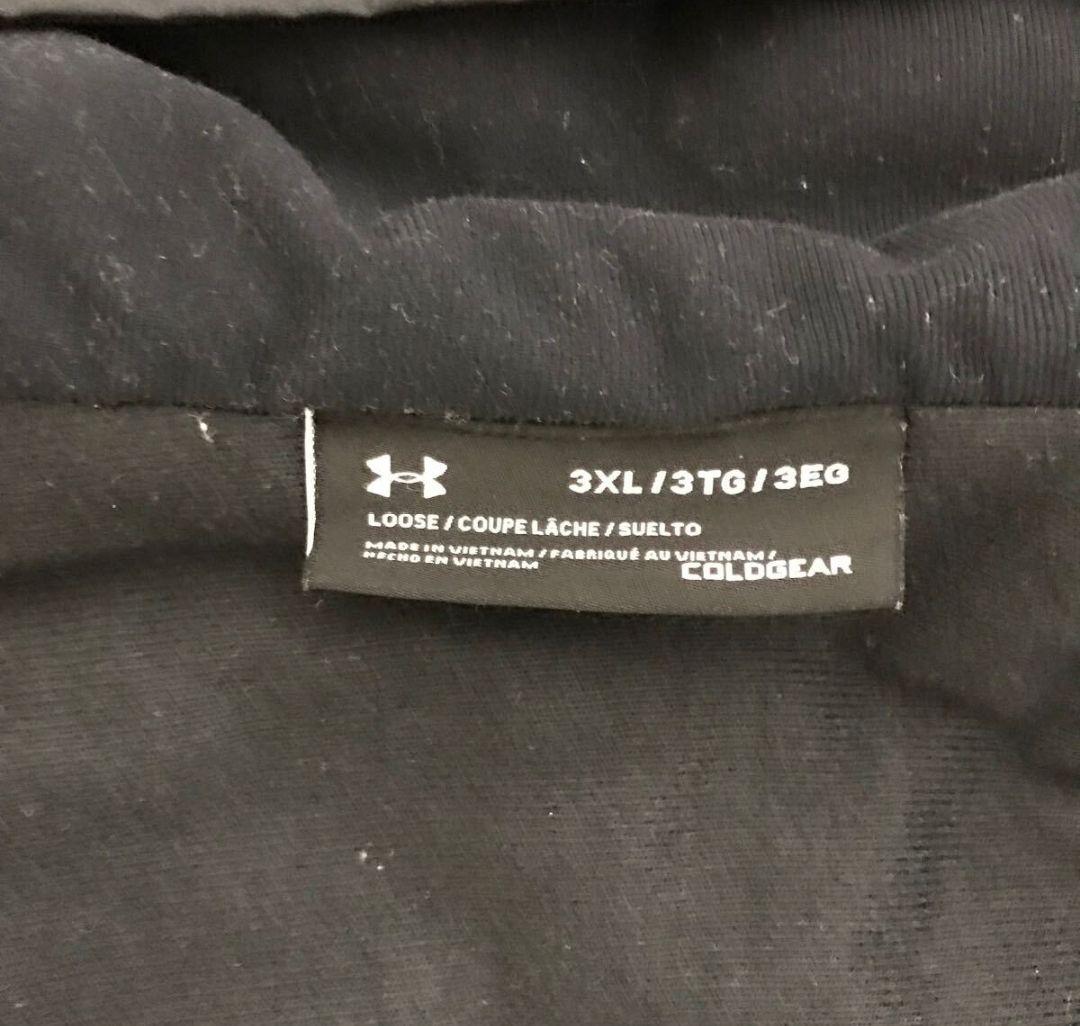 3XL / 3TG / 3EG
LOOSE / COUPE LÂCHE / SUELTO
MADE IN VIETNAM / FABRIQUÉ AU VIETNAM /
HECHO EN VIETNAM
COLDGEAR